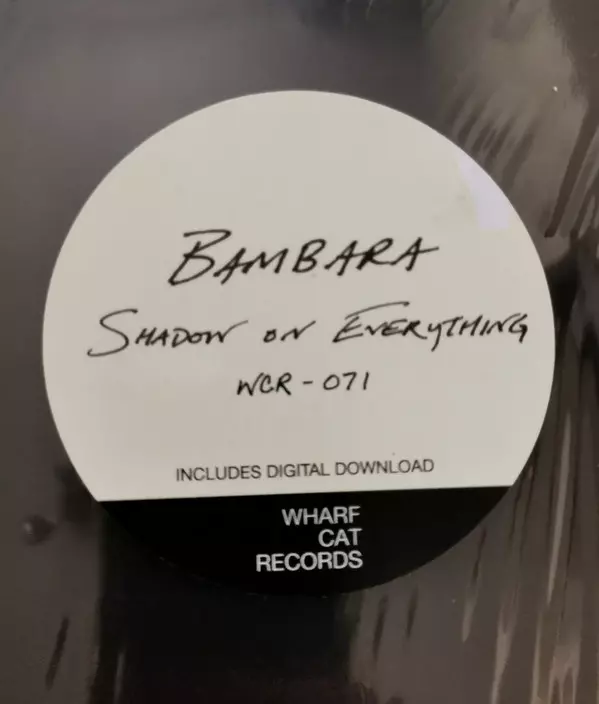 BAMBARA
SHADOW ON EVERYTHING
WCR - 071
INCLUDES DIGITAL DOWNLOAD
WHARF
CAT
RECORDS